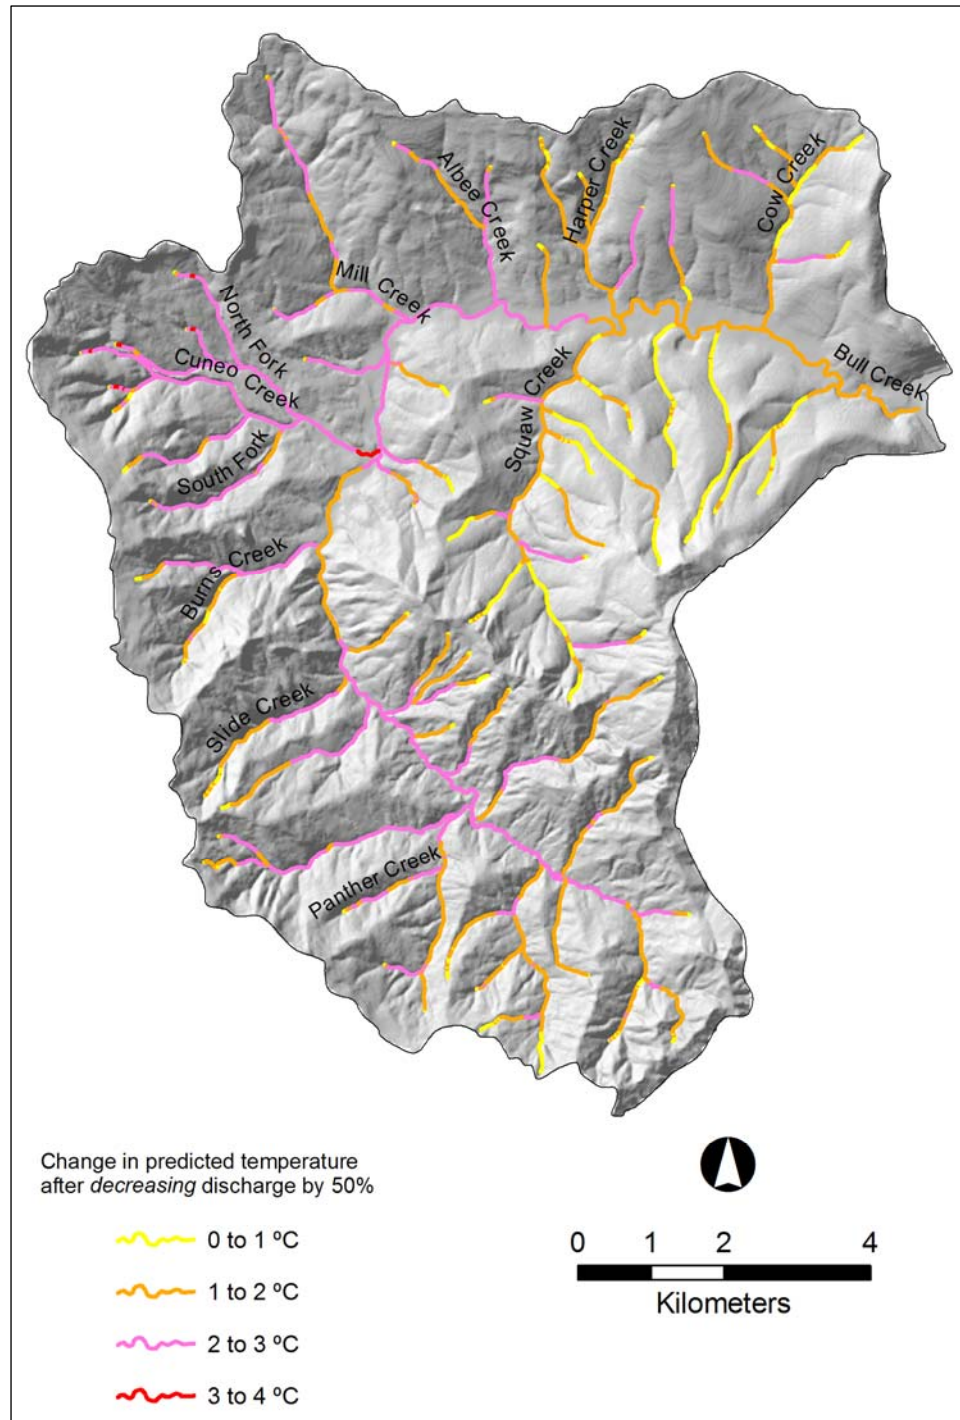 Harper Creek
Cow Creek
Albee Creek
Mill Creek
North Fork
Cuneo Creek
Bull Creek
Squaw Creek
South Fork
Burns Creek
Slide Creek
Panther Creek
Change in predicted temperature
after decreasing discharge by 50%
0 to 1 ºC
1 to 2 ºC
2 to 3 ºC
3 to 4 ºC
0 1 2 4
Kilometers